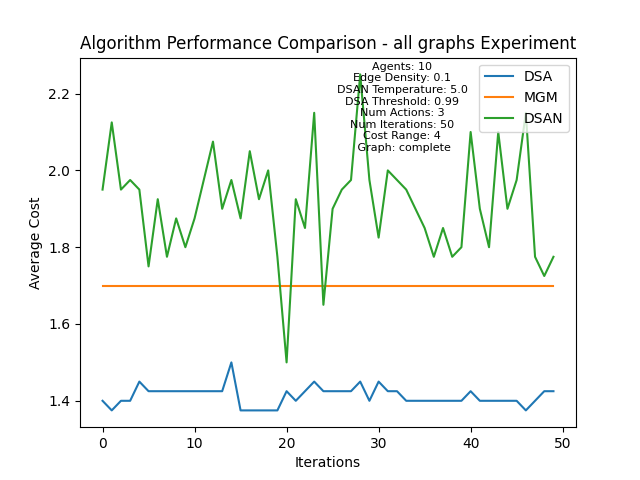 Algorithm Performance Comparison - all graphs Experiment
Agents: 10
Edge Density: 0.1
DSAN Temperature: 5.0
DSA Threshold: 0.99
Num Actions: 3
Num Iterations: 50
Cost Range: 4
Graph: complete
DSA
MGM
DSAN
2.2
2.0
1.8
1.6
1.4
Average Cost
0 10 20 30 40 50
Iterations